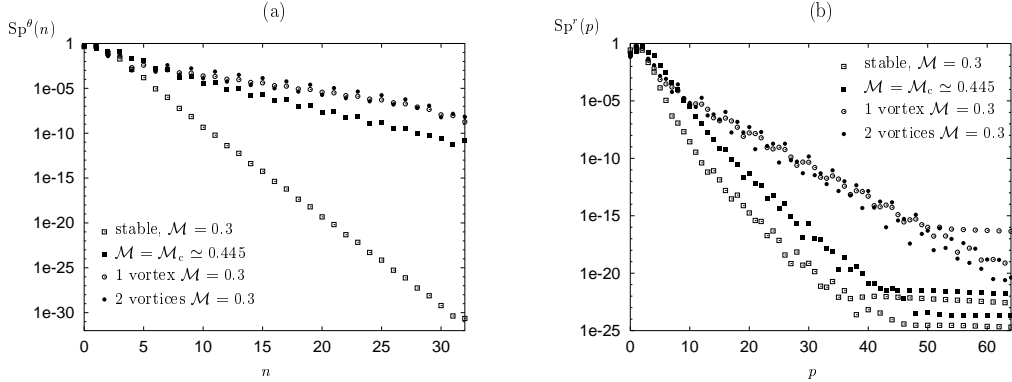 (a)
Sp^θ(n)
1
1e-05
1e-10
1e-15
1e-20
1e-25
1e-30
stable, ℳ = 0.3
ℳ = ℳ_c ≃ 0.445
1 vortex ℳ = 0.3
2 vortices ℳ = 0.3
0 5 10 15 20 25 30
n
(b)
Sp^r(p)
1
1e-05
1e-10
1e-15
1e-20
1e-25
stable, ℳ = 0.3
ℳ = ℳ_c ≃ 0.445
1 vortex ℳ = 0.3
2 vortices ℳ = 0.3
0 10 20 30 40 50 60
p